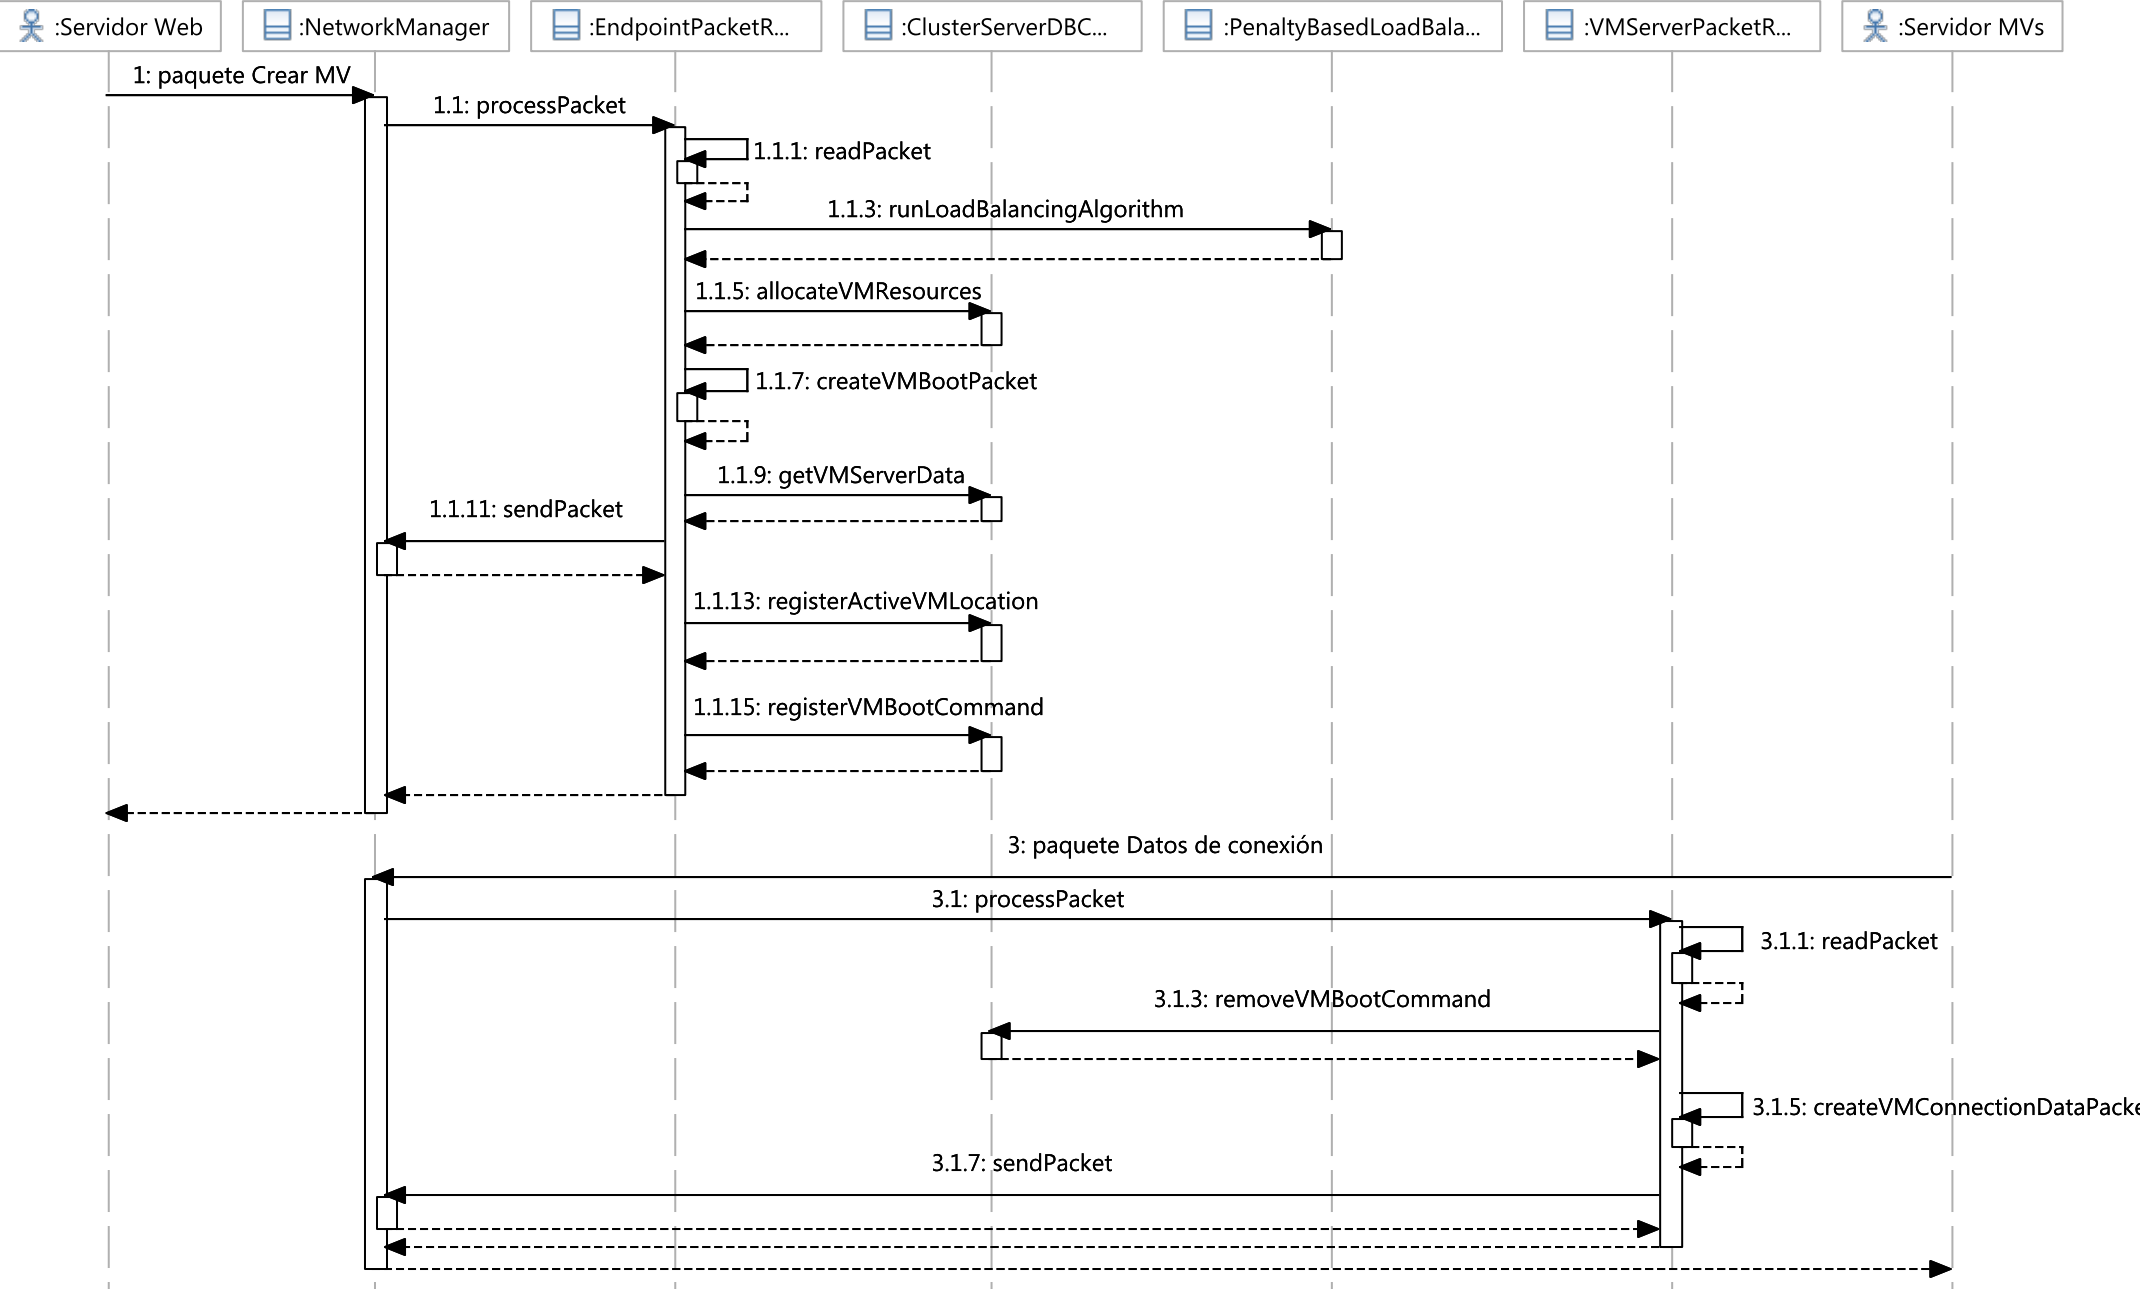 :Servidor Web
:NetworkManager
:EndpointPacketR...
:ClusterServerDBC...
:PenaltyBasedLoadBala...
:VMServerPacketR...
:Servidor MVs
1: paquete Crear MV
1.1: processPacket
1.1.1: readPacket
1.1.3: runLoadBalancingAlgorithm
1.1.5: allocateVMResources
1.1.7: createVMBootPacket
1.1.9: getVMServerData
1.1.11: sendPacket
1.1.13: registerActiveVMLocation
1.1.15: registerVMBootCommand
3: paquete Datos de conexión
3.1: processPacket
3.1.1: readPacket
3.1.3: removeVMBootCommand
3.1.5: createVMConnectionDataPacke
3.1.7: sendPacket